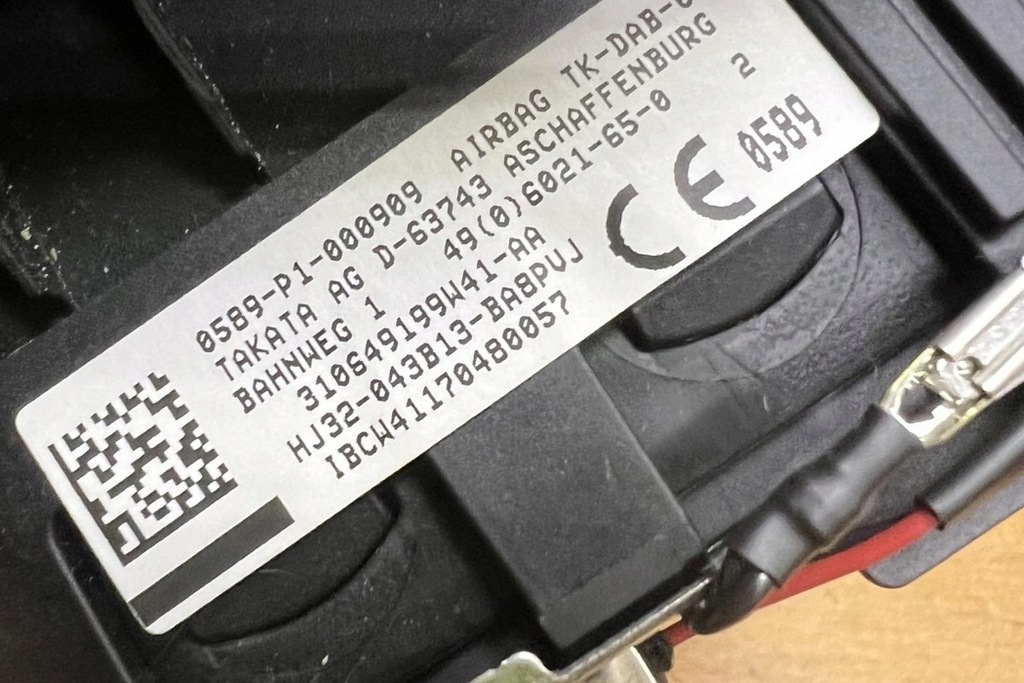 0589-P1-000909 AIRBAG TK-DAB-
TAKATA AG D-63743 ASCHAFFENBURG
BAHNWEG 1 49(0)6021-65-0 2
310649199W41-AA
HJ32-043B13-BA8PVJ
IBCW41170480057
CE 0589